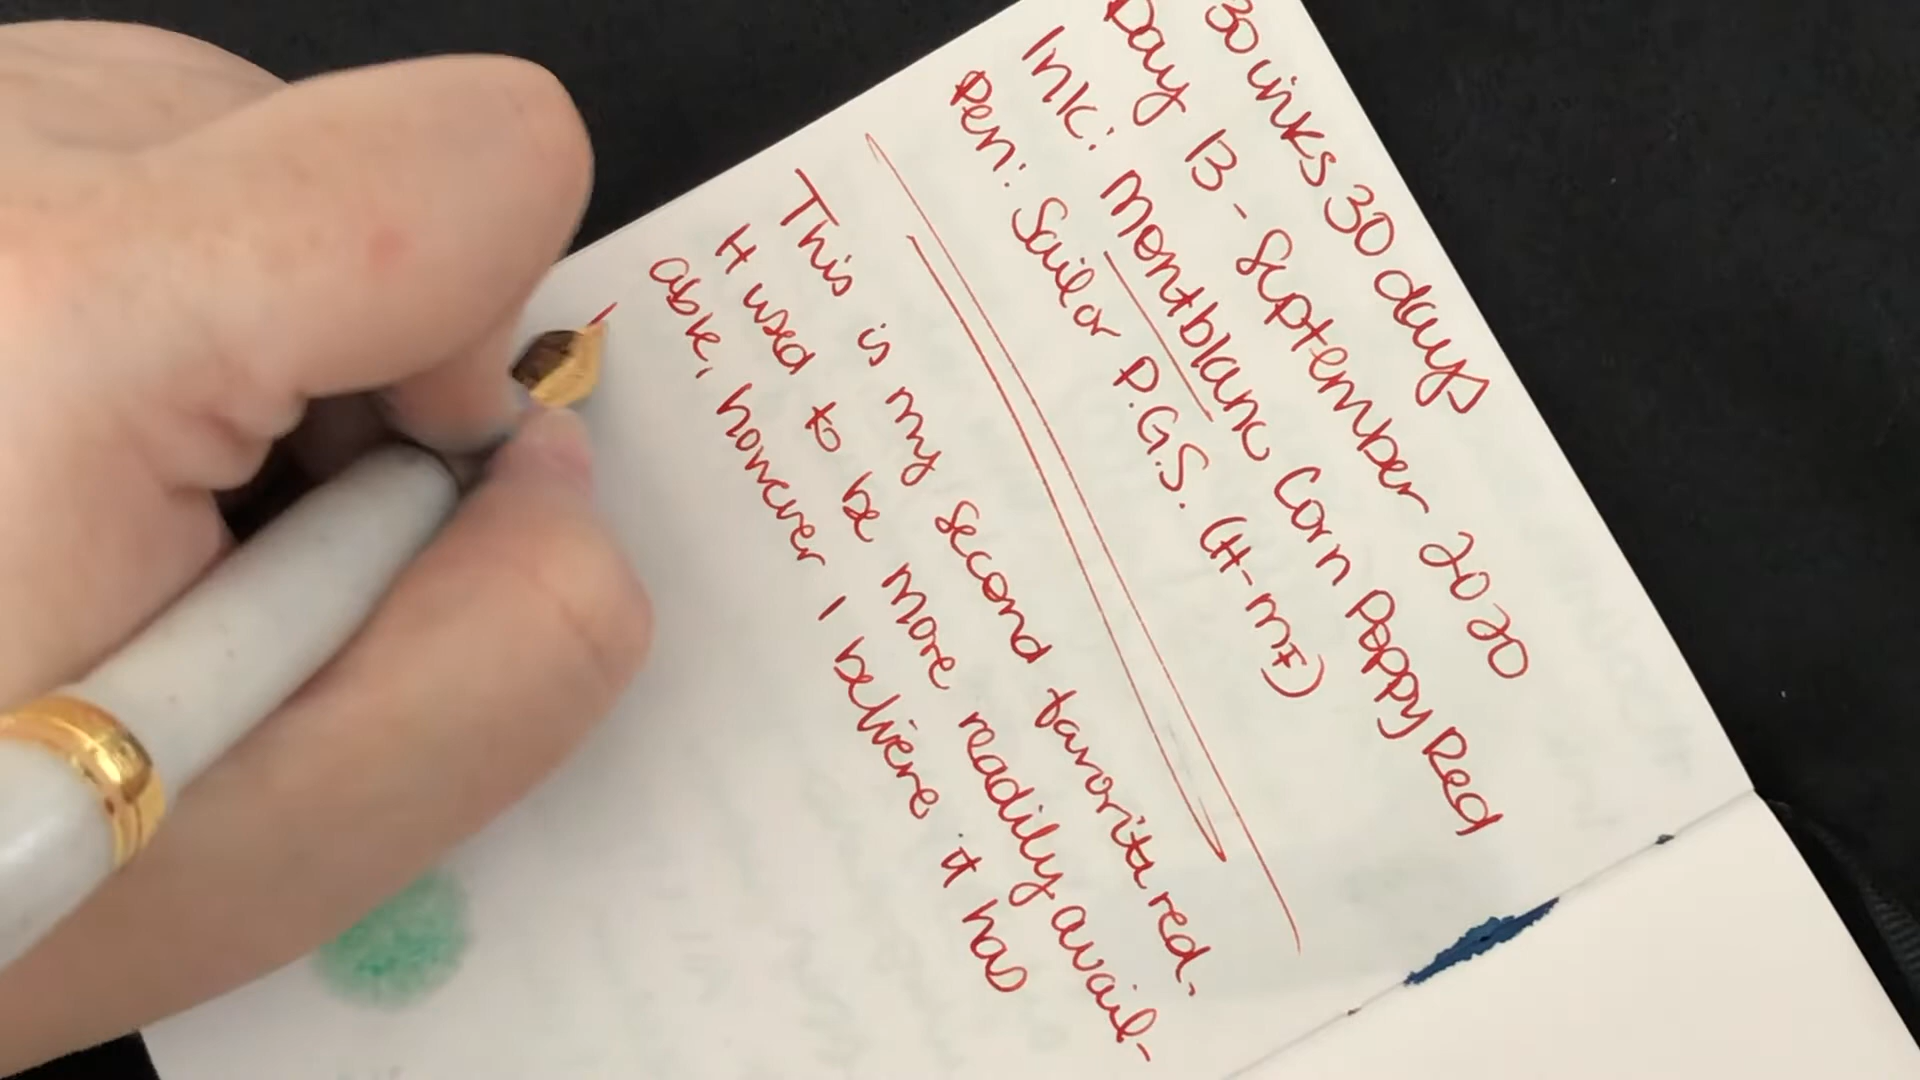 30 inks 30 days
Day 13 - September 2020
Ink: Montblanc Corn Poppy Red
Pen: Sailor P.G.S. (H-MF)
This is my second favorite red.
It used to be more readily avail-
able, however I believe it has